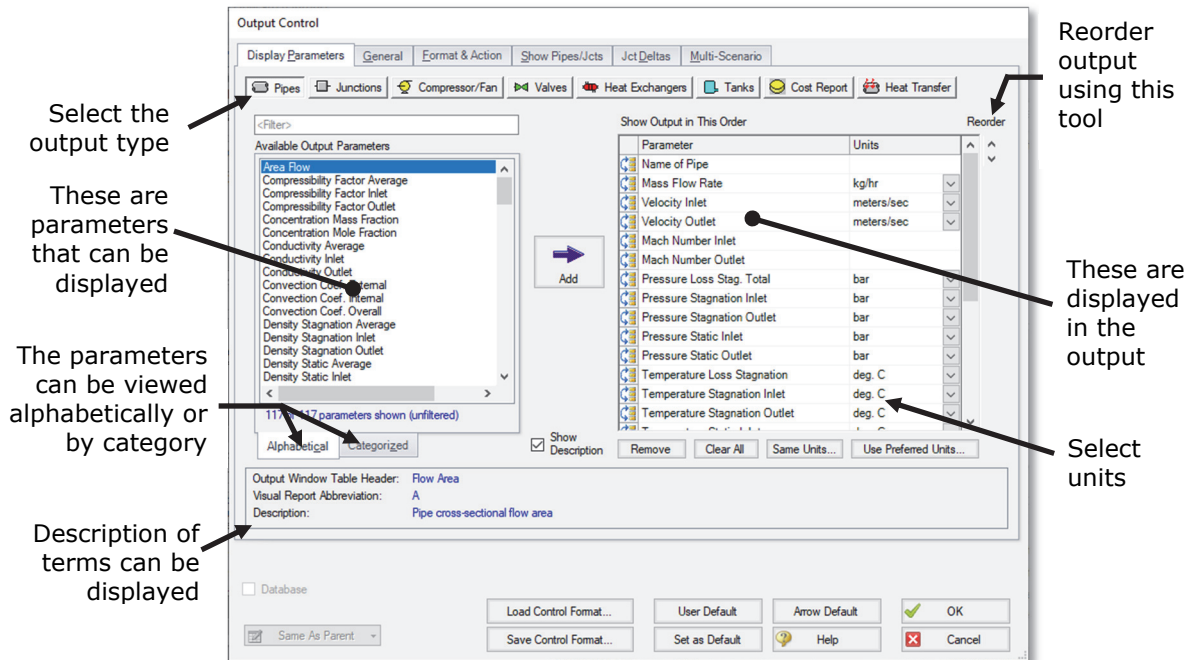 Output Control
Display Parameters General Format & Action Show Pipes/Jcts Jct Deltas Multi-Scenario
Pipes Junctions Compressor/Fan Valves Heat Exchangers Tanks Cost Report Heat Transfer
Reorder
output
using this
tool
Select the
output type
<Filter>
Available Output Parameters
Area Flow
Compressibility Factor Average
Compressibility Factor Inlet
Compressibility Factor Outlet
Concentration Mass Fraction
Concentration Mole Fraction
Conductivity Average
Conductivity Inlet
Conductivity Outlet
Convection Coef.
Convection Coef. Internal
Convection Coef. Overall
Density Stagnation Average
Density Stagnation Inlet
Density Stagnation Outlet
Density Static Average
Density Static Inlet
117 parameters shown (unfiltered)
Alphabetical Categorized
These are
parameters
that can be
displayed
The parameters
can be viewed
alphabetically or
by category
Add
Show
Description
Show Output in This Order
Reorder
Parameter Units
Name of Pipe
Mass Flow Rate kg/hr
Velocity Inlet meters/sec
Velocity Outlet meters/sec
Mach Number Inlet
Mach Number Outlet
Pressure Loss Stag. Total bar
Pressure Stagnation Inlet bar
Pressure Stagnation Outlet bar
Pressure Static Inlet bar
Pressure Static Outlet bar
Temperature Loss Stagnation deg. C
Temperature Stagnation Inlet deg. C
Temperature Stagnation Outlet deg. C
Remove Clear All Same Units... Use Preferred Units...
These are
displayed
in the
output
Select
units
Output Window Table Header: Flow Area
Visual Report Abbreviation: A
Description: Pipe cross-sectional flow area
Description of
terms can be
displayed
Database
Same As Parent
Load Control Format... User Default Arrow Default OK
Save Control Format... Set as Default Help Cancel